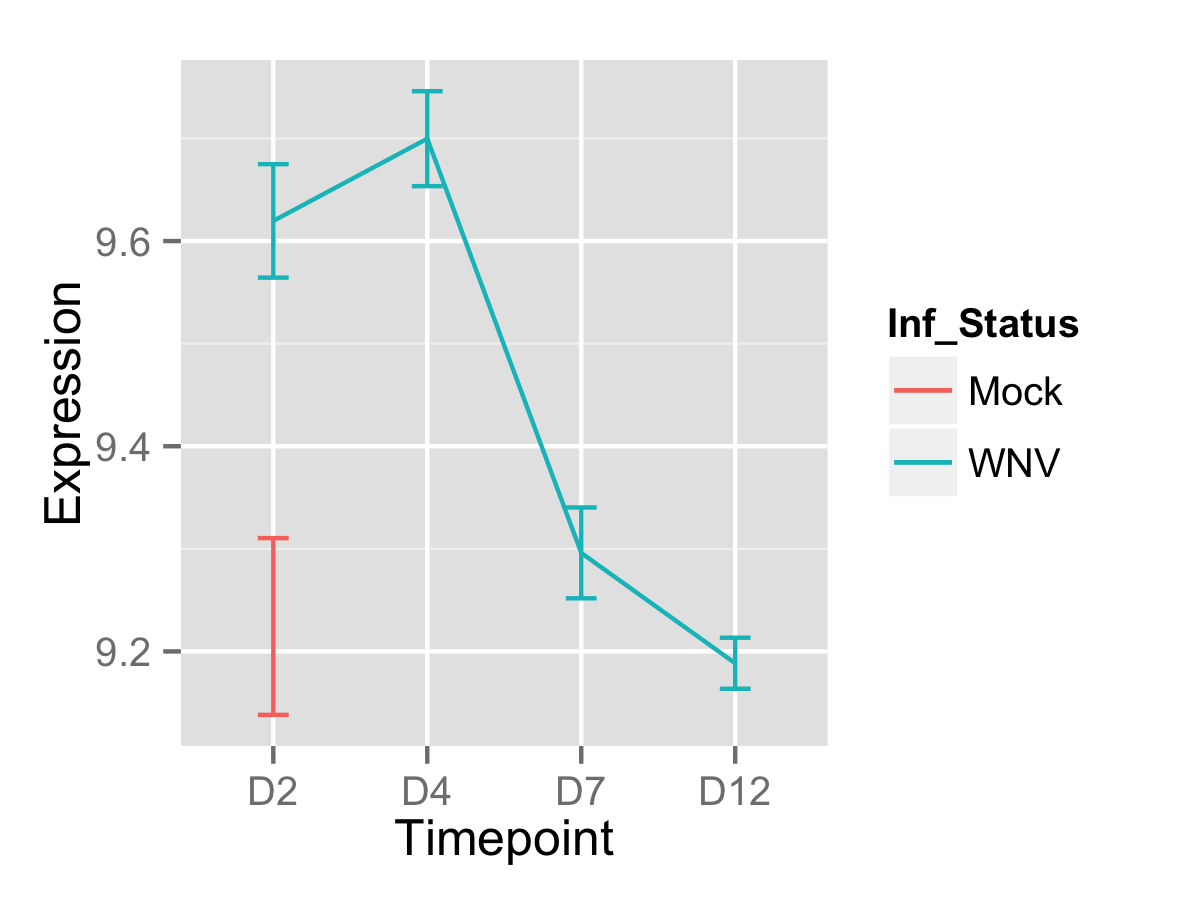 Expression
9.6
9.4
9.2
D2 D4 D7 D12
Timepoint
Inf_Status
Mock
WNV